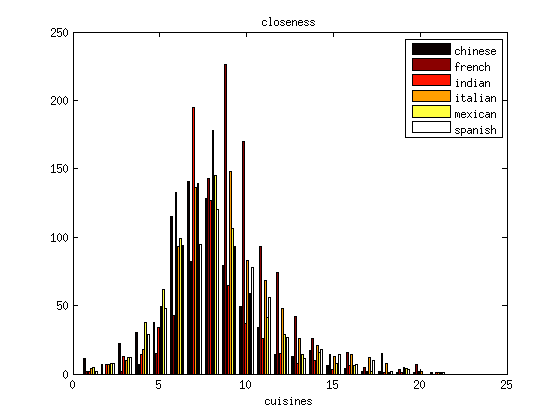 closeness
250
200
150
100
50
0
0 5 10 15 20 25
cuisines
chinese
french
indian
italian
mexican
spanish